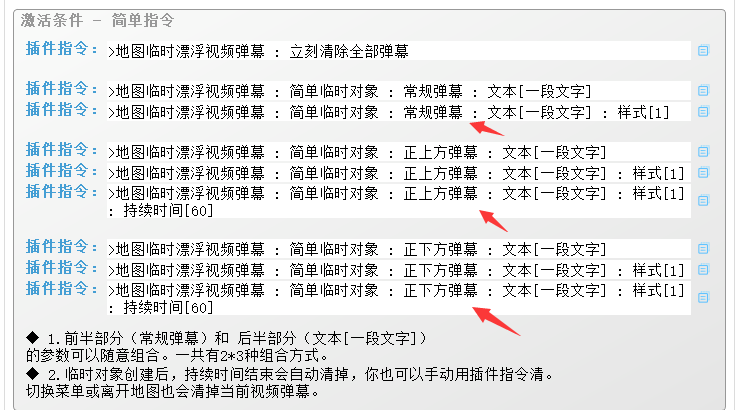 激活条件 - 简单指令
插件指令： >地图临时漂浮视频弹幕 : 立刻清除全部弹幕
插件指令： >地图临时漂浮视频弹幕 : 简单临时对象 : 常规弹幕 : 文本[一段文字]
插件指令： >地图临时漂浮视频弹幕 : 简单临时对象 : 常规弹幕 : 文本[一段文字] : 样式[1]
插件指令： >地图临时漂浮视频弹幕 : 简单临时对象 : 正上方弹幕 : 文本[一段文字]
插件指令： >地图临时漂浮视频弹幕 : 简单临时对象 : 正上方弹幕 : 文本[一段文字] : 样式[1]
插件指令： >地图临时漂浮视频弹幕 : 简单临时对象 : 正上方弹幕 : 文本[一段文字] : 样式[1]
: 持续时间[60]
插件指令： >地图临时漂浮视频弹幕 : 简单临时对象 : 正下方弹幕 : 文本[一段文字]
插件指令： >地图临时漂浮视频弹幕 : 简单临时对象 : 正下方弹幕 : 文本[一段文字] : 样式[1]
插件指令： >地图临时漂浮视频弹幕 : 简单临时对象 : 正下方弹幕 : 文本[一段文字] : 样式[1]
: 持续时间[60]
◆ 1.前半部分（常规弹幕）和 后半部分（文本[一段文字]）
的参数可以随意组合。一共有2*3种组合方式。
◆ 2.临时对象创建后，持续时间结束会自动清掉，你也可以手动用插件指令清。
切换菜单或离开地图也会清掉当前视频弹幕。